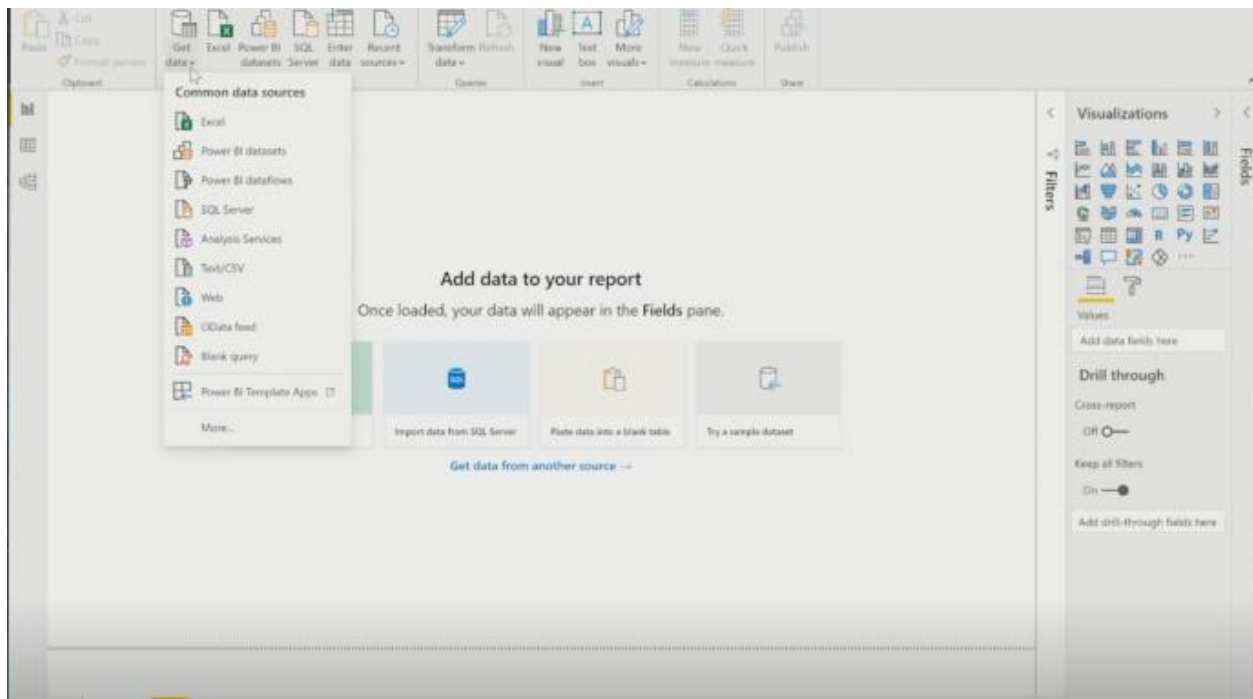 Cut
Copy
Paste
Format painter
Clipboard
Get data
Excel
Power BI datasets
SQL Server
Enter data
Recent sources
Transform data
Refresh
Queries
New visual
Text box
More visuals
Insert
New measure
Quick measure
Calculations
Publish
Share
Common data sources
Excel
Power BI datasets
Power BI dataflows
SQL Server
Analysis Services
Text/CSV
Web
OData feed
Blank query
Power BI Template Apps
More...
Add data to your report
Once loaded, your data will appear in the Fields pane.
SQL
Import data from SQL Server
Paste data into a blank table
Try a sample dataset
Get data from another source →
Filters
Visualizations
R
Py
Values
Add data fields here
Drill through
Cross-report
Off
Keep all filters
On
Add drill-through fields here
Fields